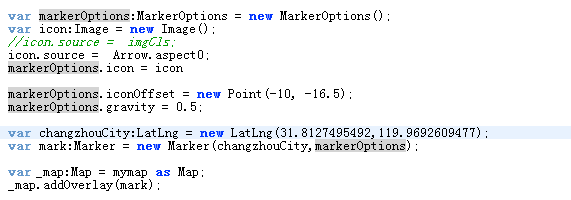 var markerOptions:MarkerOptions = new MarkerOptions();
var icon:Image = new Image();
//icon.source =  imgCls;
icon.source =  Arrow.aspect0;
markerOptions.icon = icon
markerOptions.iconOffset = new Point(-10, -16.5);
markerOptions.gravity = 0.5;
var changzhouCity:LatLng = new LatLng(31.8127495492,119.9692609477);
var mark:Marker = new Marker(changzhouCity,markerOptions);
var _map:Map = mymap as Map;
_map.addOverlay(mark);